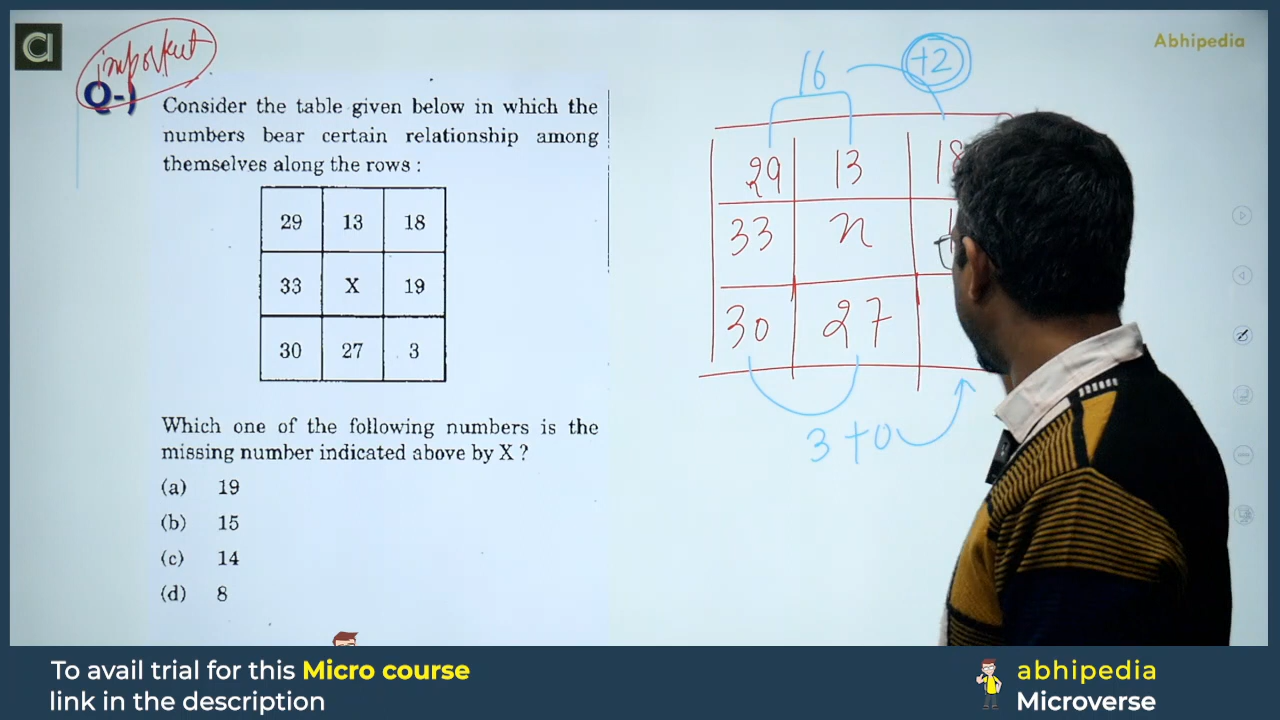 Abhipedia
important
Q-)
Consider the table given below in which the
numbers bear certain relationship among
themselves along the rows :
29 13 18
33 X 19
30 27 3
Which one of the following numbers is the
missing number indicated above by X ?
(a) 19
(b) 15
(c) 14
(d) 8
16 +2
29 13 18
33 x
30 27
3 +0
To avail trial for this Micro course
link in the description
abhipedia
Microverse